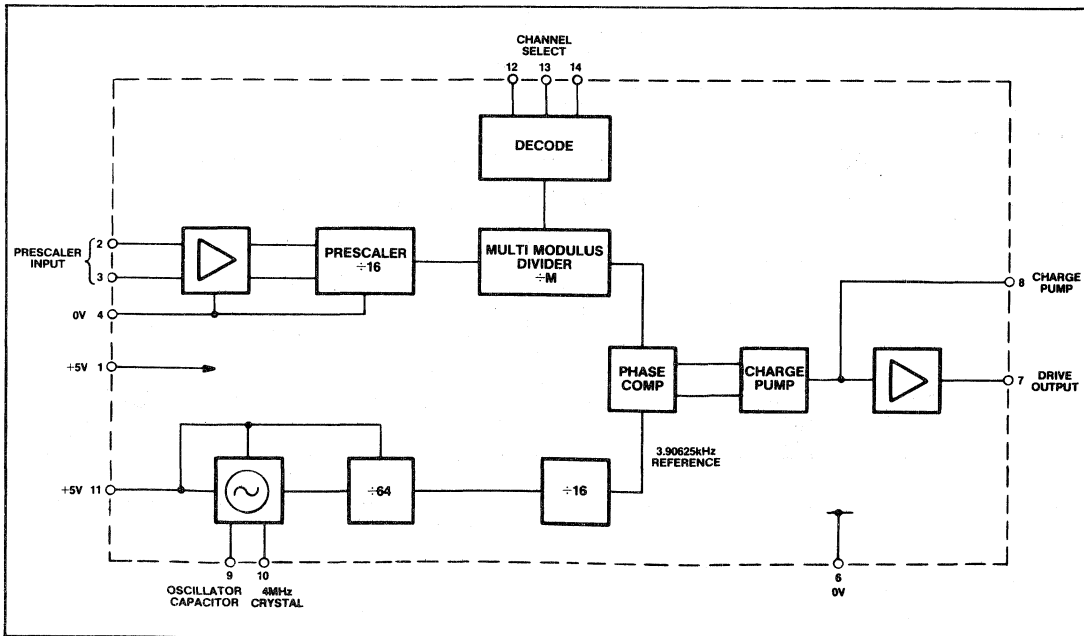 CHANNEL
SELECT
12 13 14
DECODE
PRESCALER
INPUT
2
3
PRESCALER
÷16
MULTI MODULUS
DIVIDER
÷M
0V 4
8 CHARGE
PUMP
+5V 1
PHASE
COMP
CHARGE
PUMP
7 DRIVE
OUTPUT
3.90625kHz
REFERENCE
+5V 11
÷64
÷16
9 10
OSCILLATOR
CAPACITOR
4MHz
CRYSTAL
6
0V